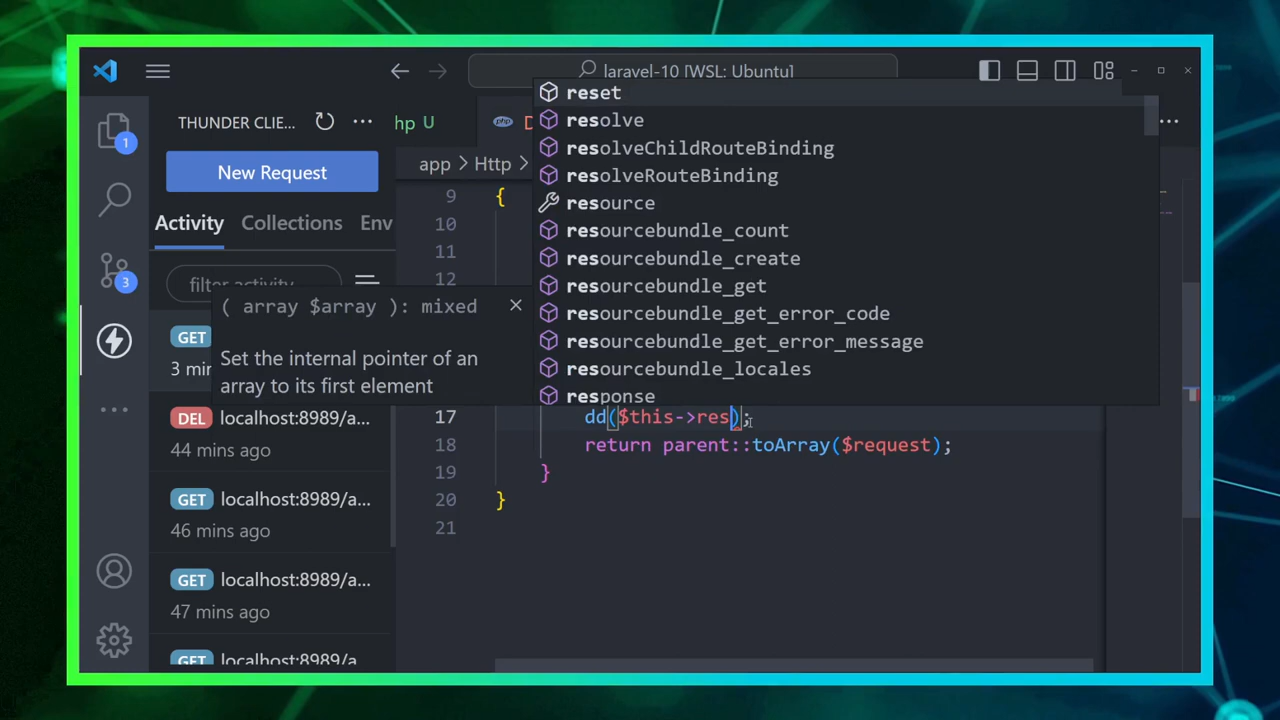 laravel-10 [WSL: Ubuntu]
THUNDER CLIE...
New Request
Activity Collections Env
filter activity
GET
3 min
DEL localhost:8989/a...
44 mins ago
GET localhost:8989/a...
46 mins ago
GET localhost:8989/a...
47 mins ago
GET localhost:8989/a
1
3
hp U
app > Http >
reset
resolve
resolveChildRouteBinding
resolveRouteBinding
resource
resourcebundle_count
resourcebundle_create
resourcebundle_get
resourcebundle_get_error_code
resourcebundle_get_error_message
resourcebundle_locales
response
( array $array ): mixed
Set the internal pointer of an
array to its first element
9 {
10
11
12
17 dd($this->res);
18 return parent::toArray($request);
19 }
20 }
21